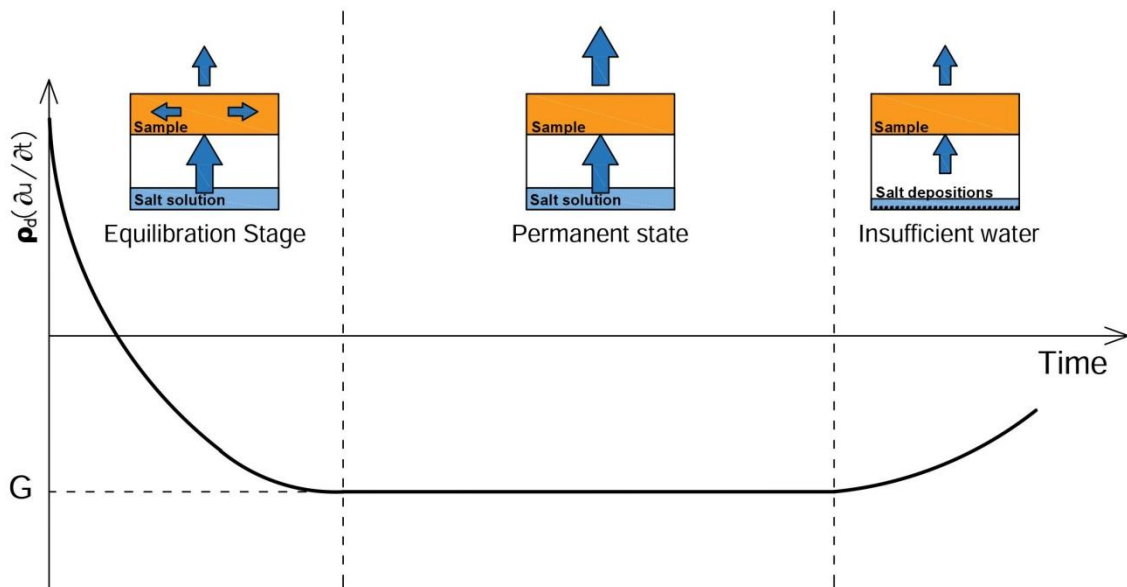 ρd(∂u/∂t)
Sample
Salt solution
Equilibration Stage
Sample
Salt solution
Permanent state
Sample
Salt depositions
Insufficient water
Time
G